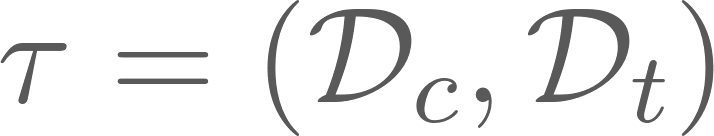 τ = (𝒟_c, 𝒟_t)